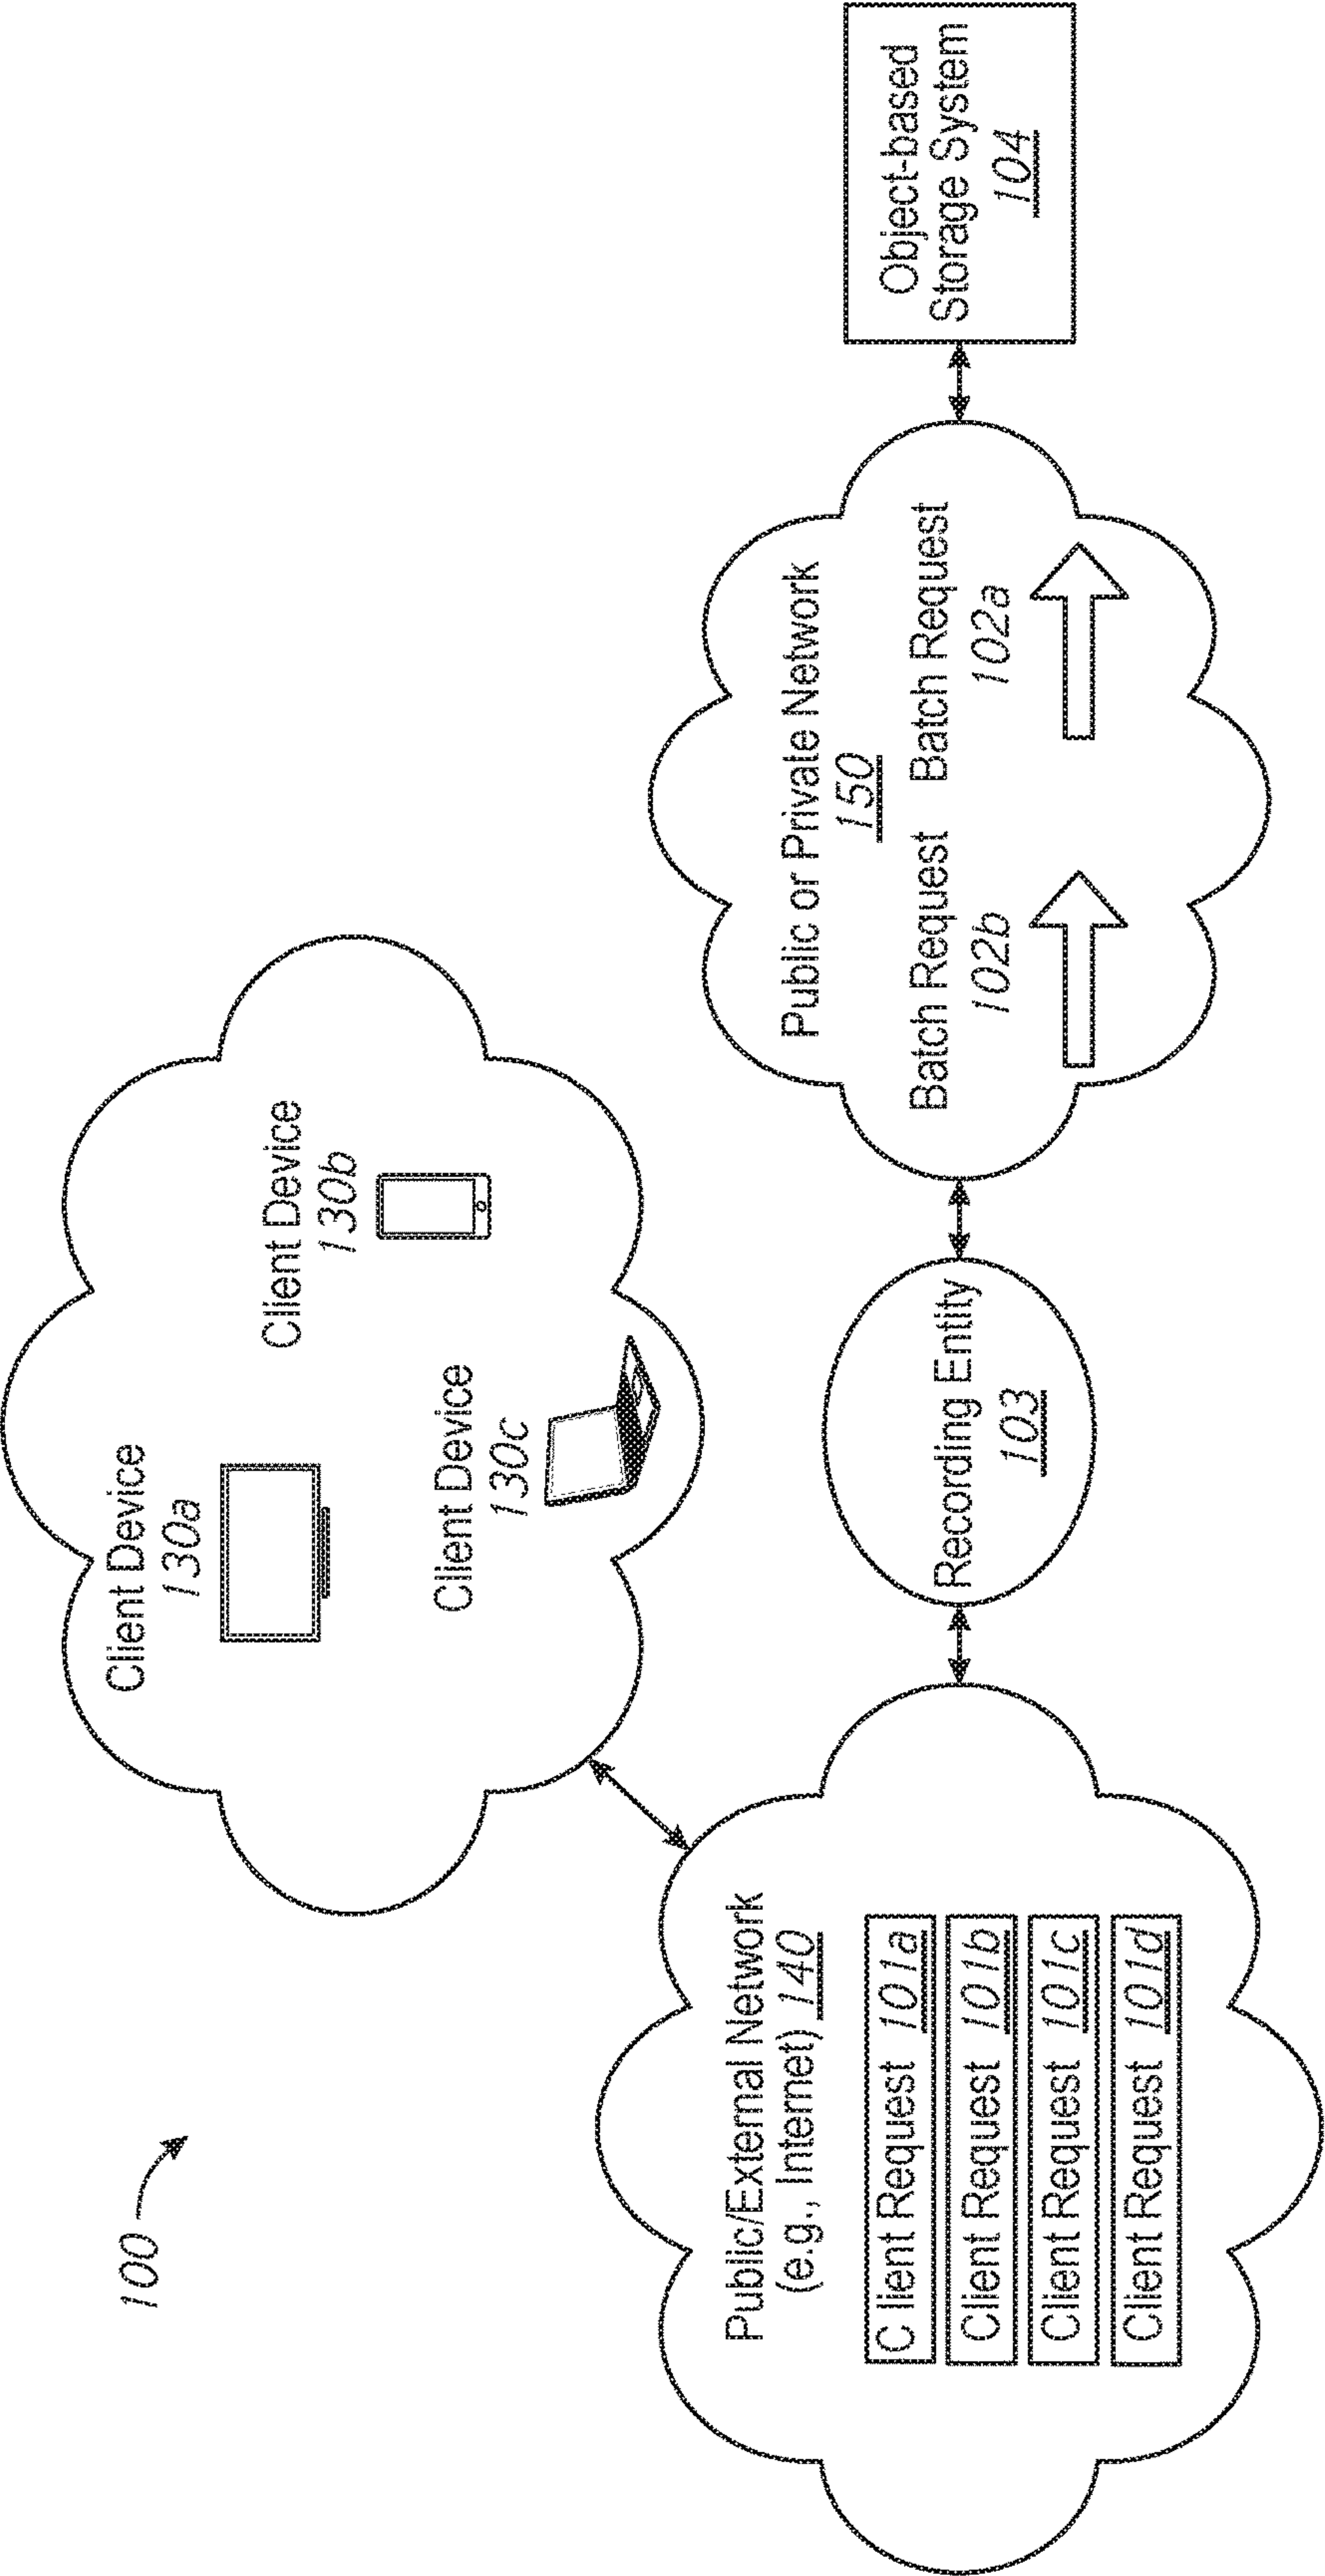 100
Client Device
130a
Client Device
130b
Client Device
130c
Public/External Network
(e.g., Internet) 140
C lient Request 101a
Client Request 101b
Client Request 101c
Client Request 101d
Recording Entity
103
Public or Private Network
150
Batch Request
102b
Batch Request
102a
Object-based
Storage System
104